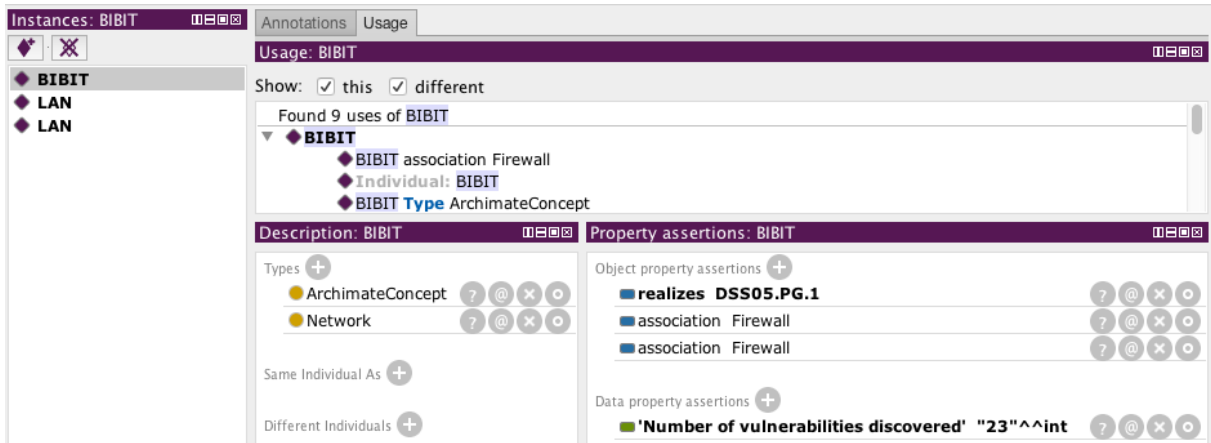 Instances: BIBIT
BIBIT
LAN
LAN
Annotations
Usage
Usage: BIBIT
Show: this different
Found 9 uses of BIBIT
BIBIT
BIBIT association Firewall
Individual: BIBIT
BIBIT Type ArchimateConcept
Description: BIBIT
Types
ArchimateConcept
Network
Same Individual As
Different Individuals
Property assertions: BIBIT
Object property assertions
realizes DSS05.PG.1
association Firewall
association Firewall
Data property assertions
'Number of vulnerabilities discovered' "23"^^int